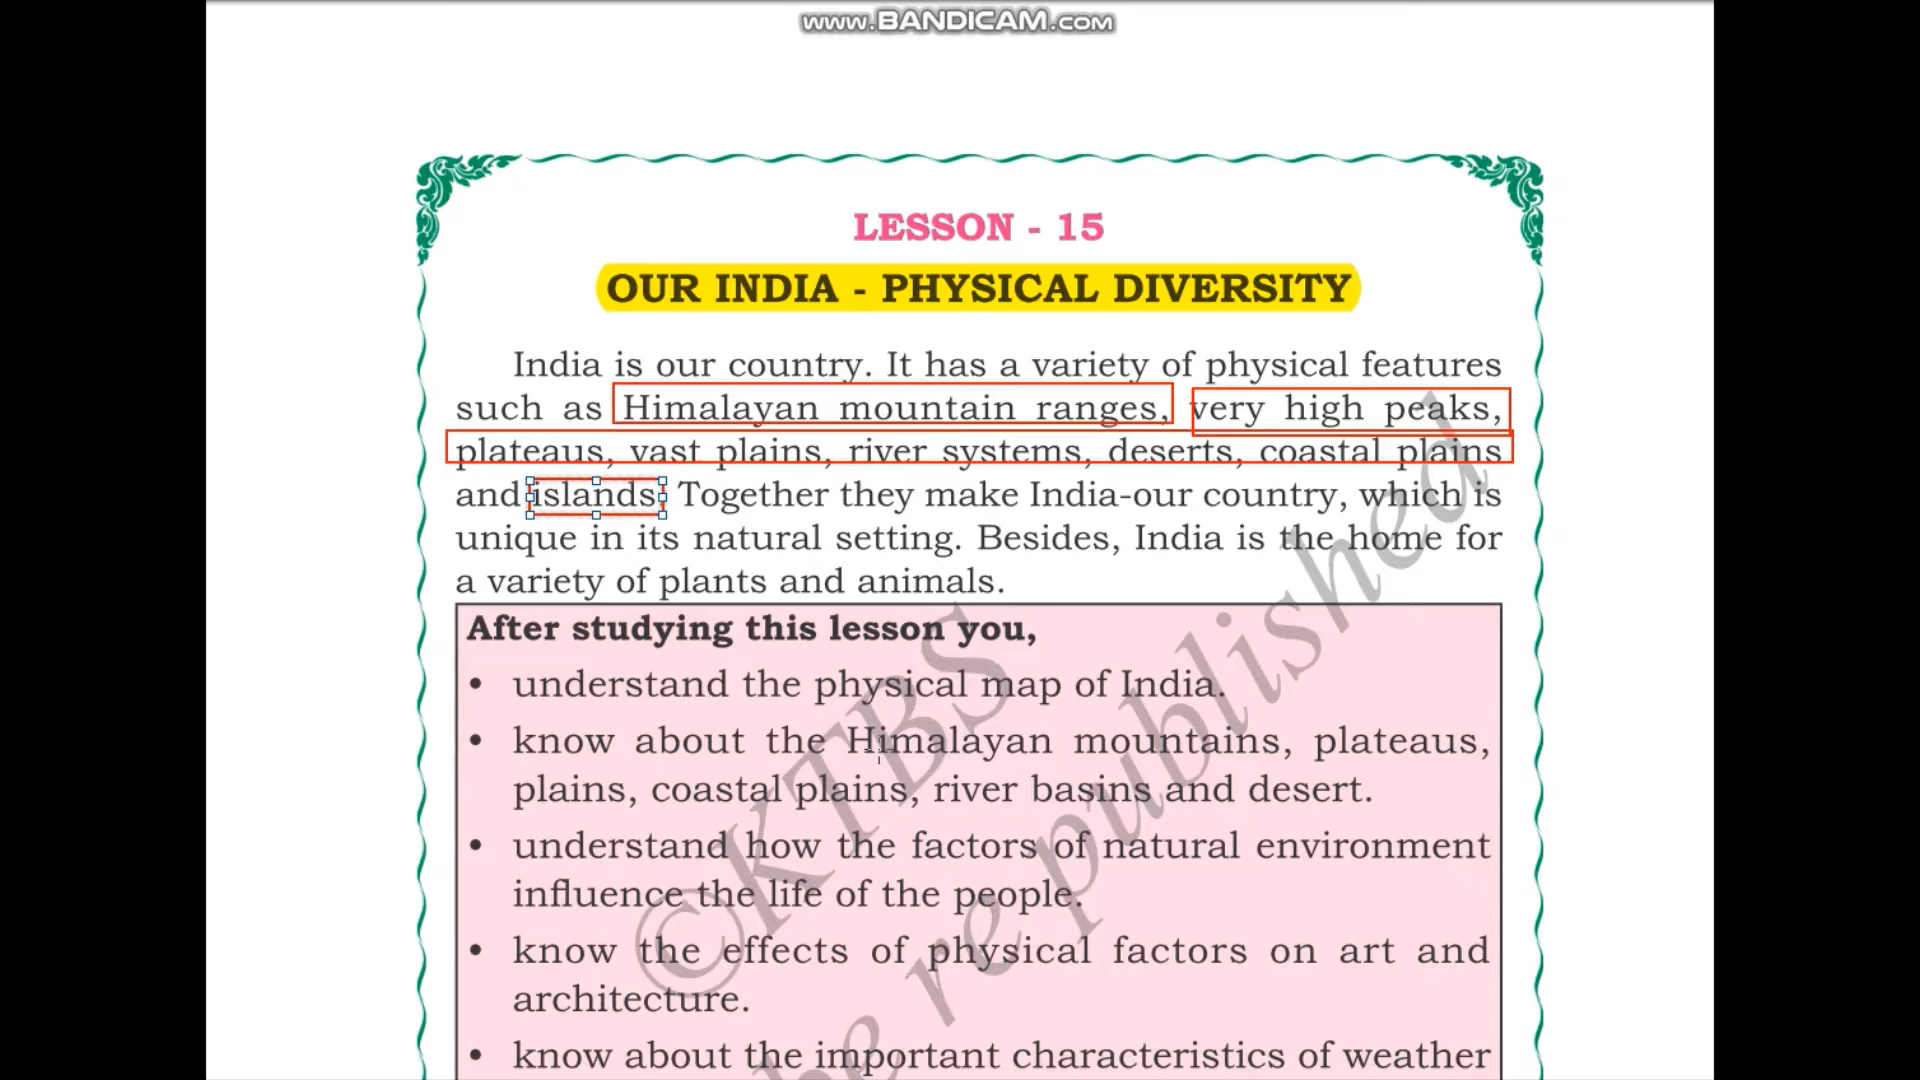 www.BANDICAM.com
LESSON - 15
OUR INDIA - PHYSICAL DIVERSITY
India is our country. It has a variety of physical features
such as Himalayan mountain ranges, very high peaks,
plateaus, vast plains, river systems, deserts, coastal plains
and islands. Together they make India-our country, which is
unique in its natural setting. Besides, India is the home for
a variety of plants and animals.
After studying this lesson you,
• understand the physical map of India.
• know about the Himalayan mountains, plateaus,
plains, coastal plains, river basins and desert.
• understand how the factors of natural environment
influence the life of the people.
• know the effects of physical factors on art and
architecture.
• know about the important characteristics of weather
©KTBS
be republished